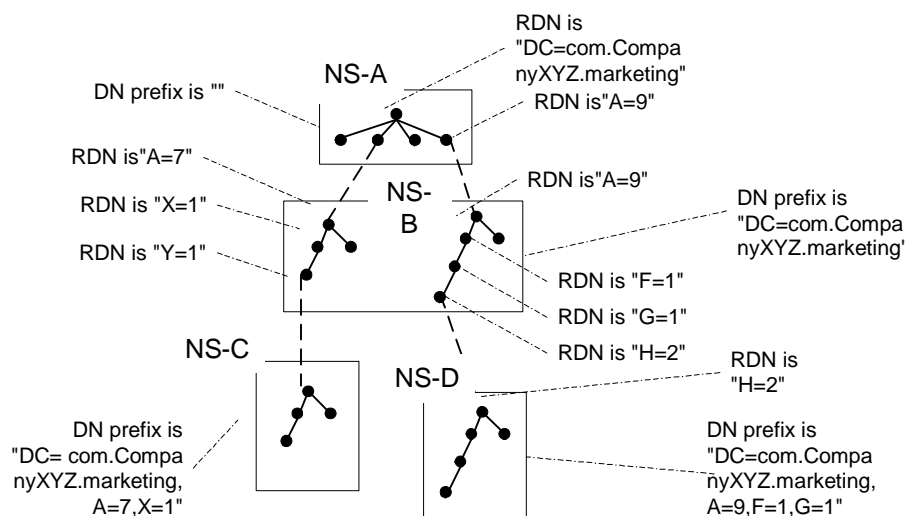 RDN is
"DC=com.Compa
nyXYZ.marketing"
NS-A
DN prefix is ""
RDN is"A=9"
RDN is"A=7"
NS-
B
RDN is"A=9"
RDN is "X=1"
DN prefix is
"DC=com.Compa
nyXYZ.marketing"
RDN is "Y=1"
RDN is "F=1"
RDN is "G=1"
RDN is "H=2"
NS-C
NS-D
RDN is
"H=2"
DN prefix is
"DC= com.Compa
nyXYZ.marketing,
A=7,X=1"
DN prefix is
"DC=com.Compa
nyXYZ.marketing,
A=9,F=1,G=1"